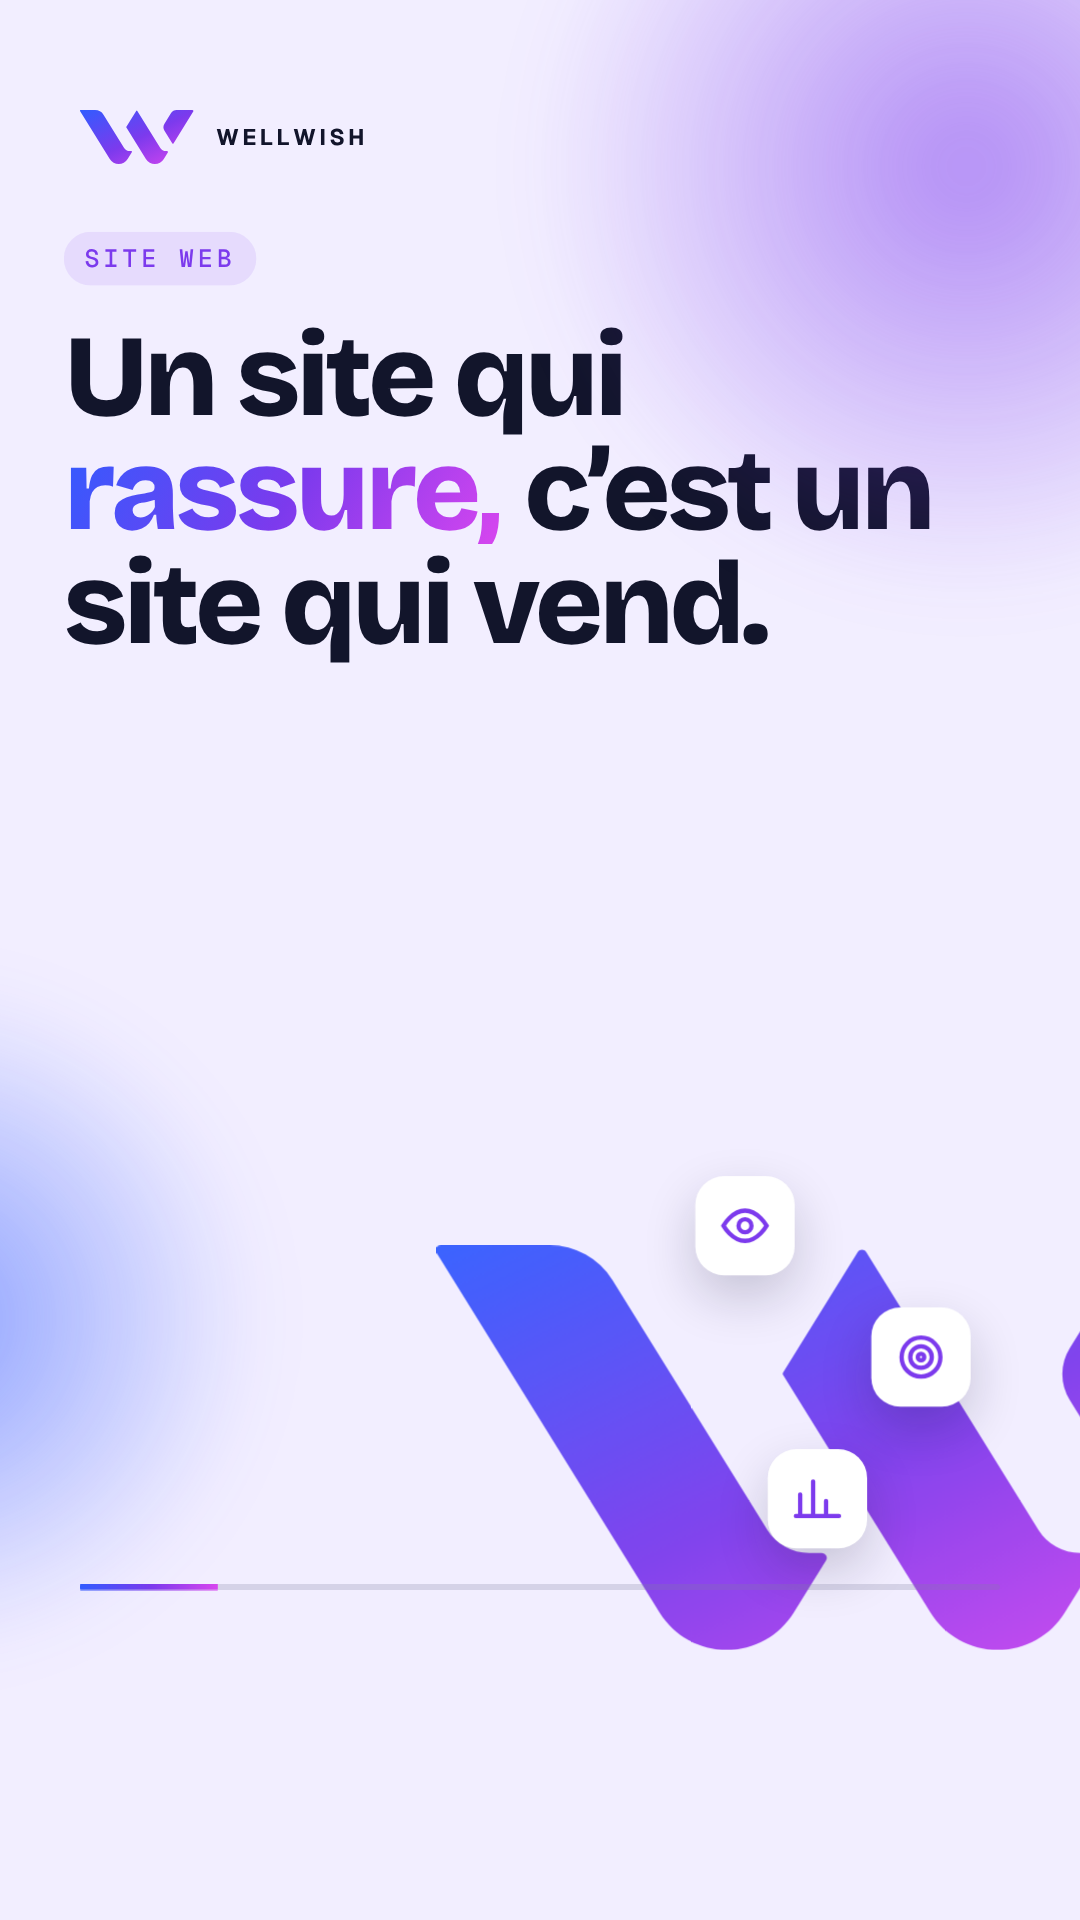 WELLWISH
SITE WEB
Un site qui
rassure, c’est un
site qui vend.